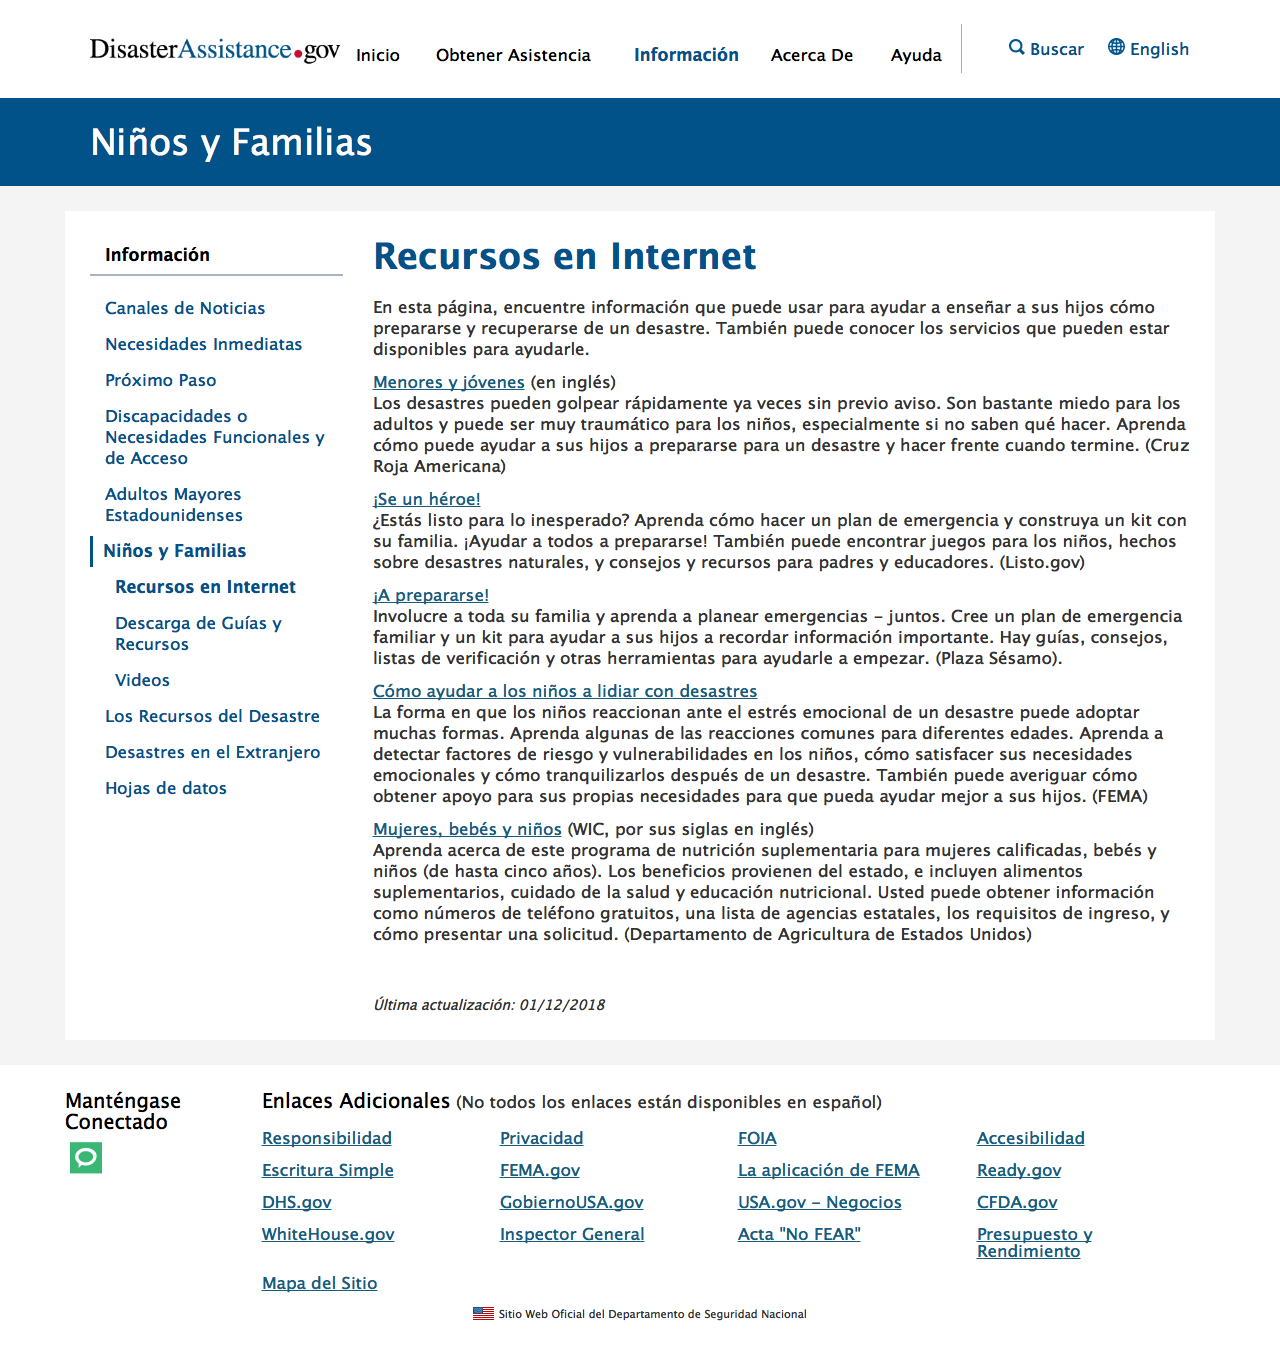 DisasterAssistance.gov
Inicio
Obtener Asistencia
Información
Acerca De
Ayuda
Buscar
English
Niños y Familias
Información
Canales de Noticias
Necesidades Inmediatas
Próximo Paso
Discapacidades o
Necesidades Funcionales y
de Acceso
Adultos Mayores
Estadounidenses
Niños y Familias
Recursos en Internet
Descarga de Guías y
Recursos
Videos
Los Recursos del Desastre
Desastres en el Extranjero
Hojas de datos
Recursos en Internet
En esta página, encuentre información que puede usar para ayudar a enseñar a sus hijos cómo
prepararse y recuperarse de un desastre. También puede conocer los servicios que pueden estar
disponibles para ayudarle.
Menores y jóvenes (en inglés)
Los desastres pueden golpear rápidamente ya veces sin previo aviso. Son bastante miedo para los
adultos y puede ser muy traumático para los niños, especialmente si no saben qué hacer. Aprenda
cómo puede ayudar a sus hijos a prepararse para un desastre y hacer frente cuando termine. (Cruz
Roja Americana)
¡Se un héroe!
¿Estás listo para lo inesperado? Aprenda cómo hacer un plan de emergencia y construya un kit con
su familia. ¡Ayudar a todos a prepararse! También puede encontrar juegos para los niños, hechos
sobre desastres naturales, y consejos y recursos para padres y educadores. (Listo.gov)
¡A prepararse!
Involucre a toda su familia y aprenda a planear emergencias – juntos. Cree un plan de emergencia
familiar y un kit para ayudar a sus hijos a recordar información importante. Hay guías, consejos,
listas de verificación y otras herramientas para ayudarle a empezar. (Plaza Sésamo).
Cómo ayudar a los niños a lidiar con desastres
La forma en que los niños reaccionan ante el estrés emocional de un desastre puede adoptar
muchas formas. Aprenda algunas de las reacciones comunes para diferentes edades. Aprenda a
detectar factores de riesgo y vulnerabilidades en los niños, cómo satisfacer sus necesidades
emocionales y cómo tranquilizarlos después de un desastre. También puede averiguar cómo
obtener apoyo para sus propias necesidades para que pueda ayudar mejor a sus hijos. (FEMA)
Mujeres, bebés y niños (WIC, por sus siglas en inglés)
Aprenda acerca de este programa de nutrición suplementaria para mujeres calificadas, bebés y
niños (de hasta cinco años). Los beneficios provienen del estado, e incluyen alimentos
suplementarios, cuidado de la salud y educación nutricional. Usted puede obtener información
como números de teléfono gratuitos, una lista de agencias estatales, los requisitos de ingreso, y
cómo presentar una solicitud. (Departamento de Agricultura de Estados Unidos)
Última actualización: 01/12/2018
Manténgase
Conectado
Enlaces Adicionales (No todos los enlaces están disponibles en español)
Responsibilidad
Privacidad
FOIA
Accesibilidad
Escritura Simple
FEMA.gov
La aplicación de FEMA
Ready.gov
DHS.gov
GobiernoUSA.gov
USA.gov – Negocios
CFDA.gov
WhiteHouse.gov
Inspector General
Acta "No FEAR"
Presupuesto y
Rendimiento
Mapa del Sitio
Sitio Web Oficial del Departamento de Seguridad Nacional